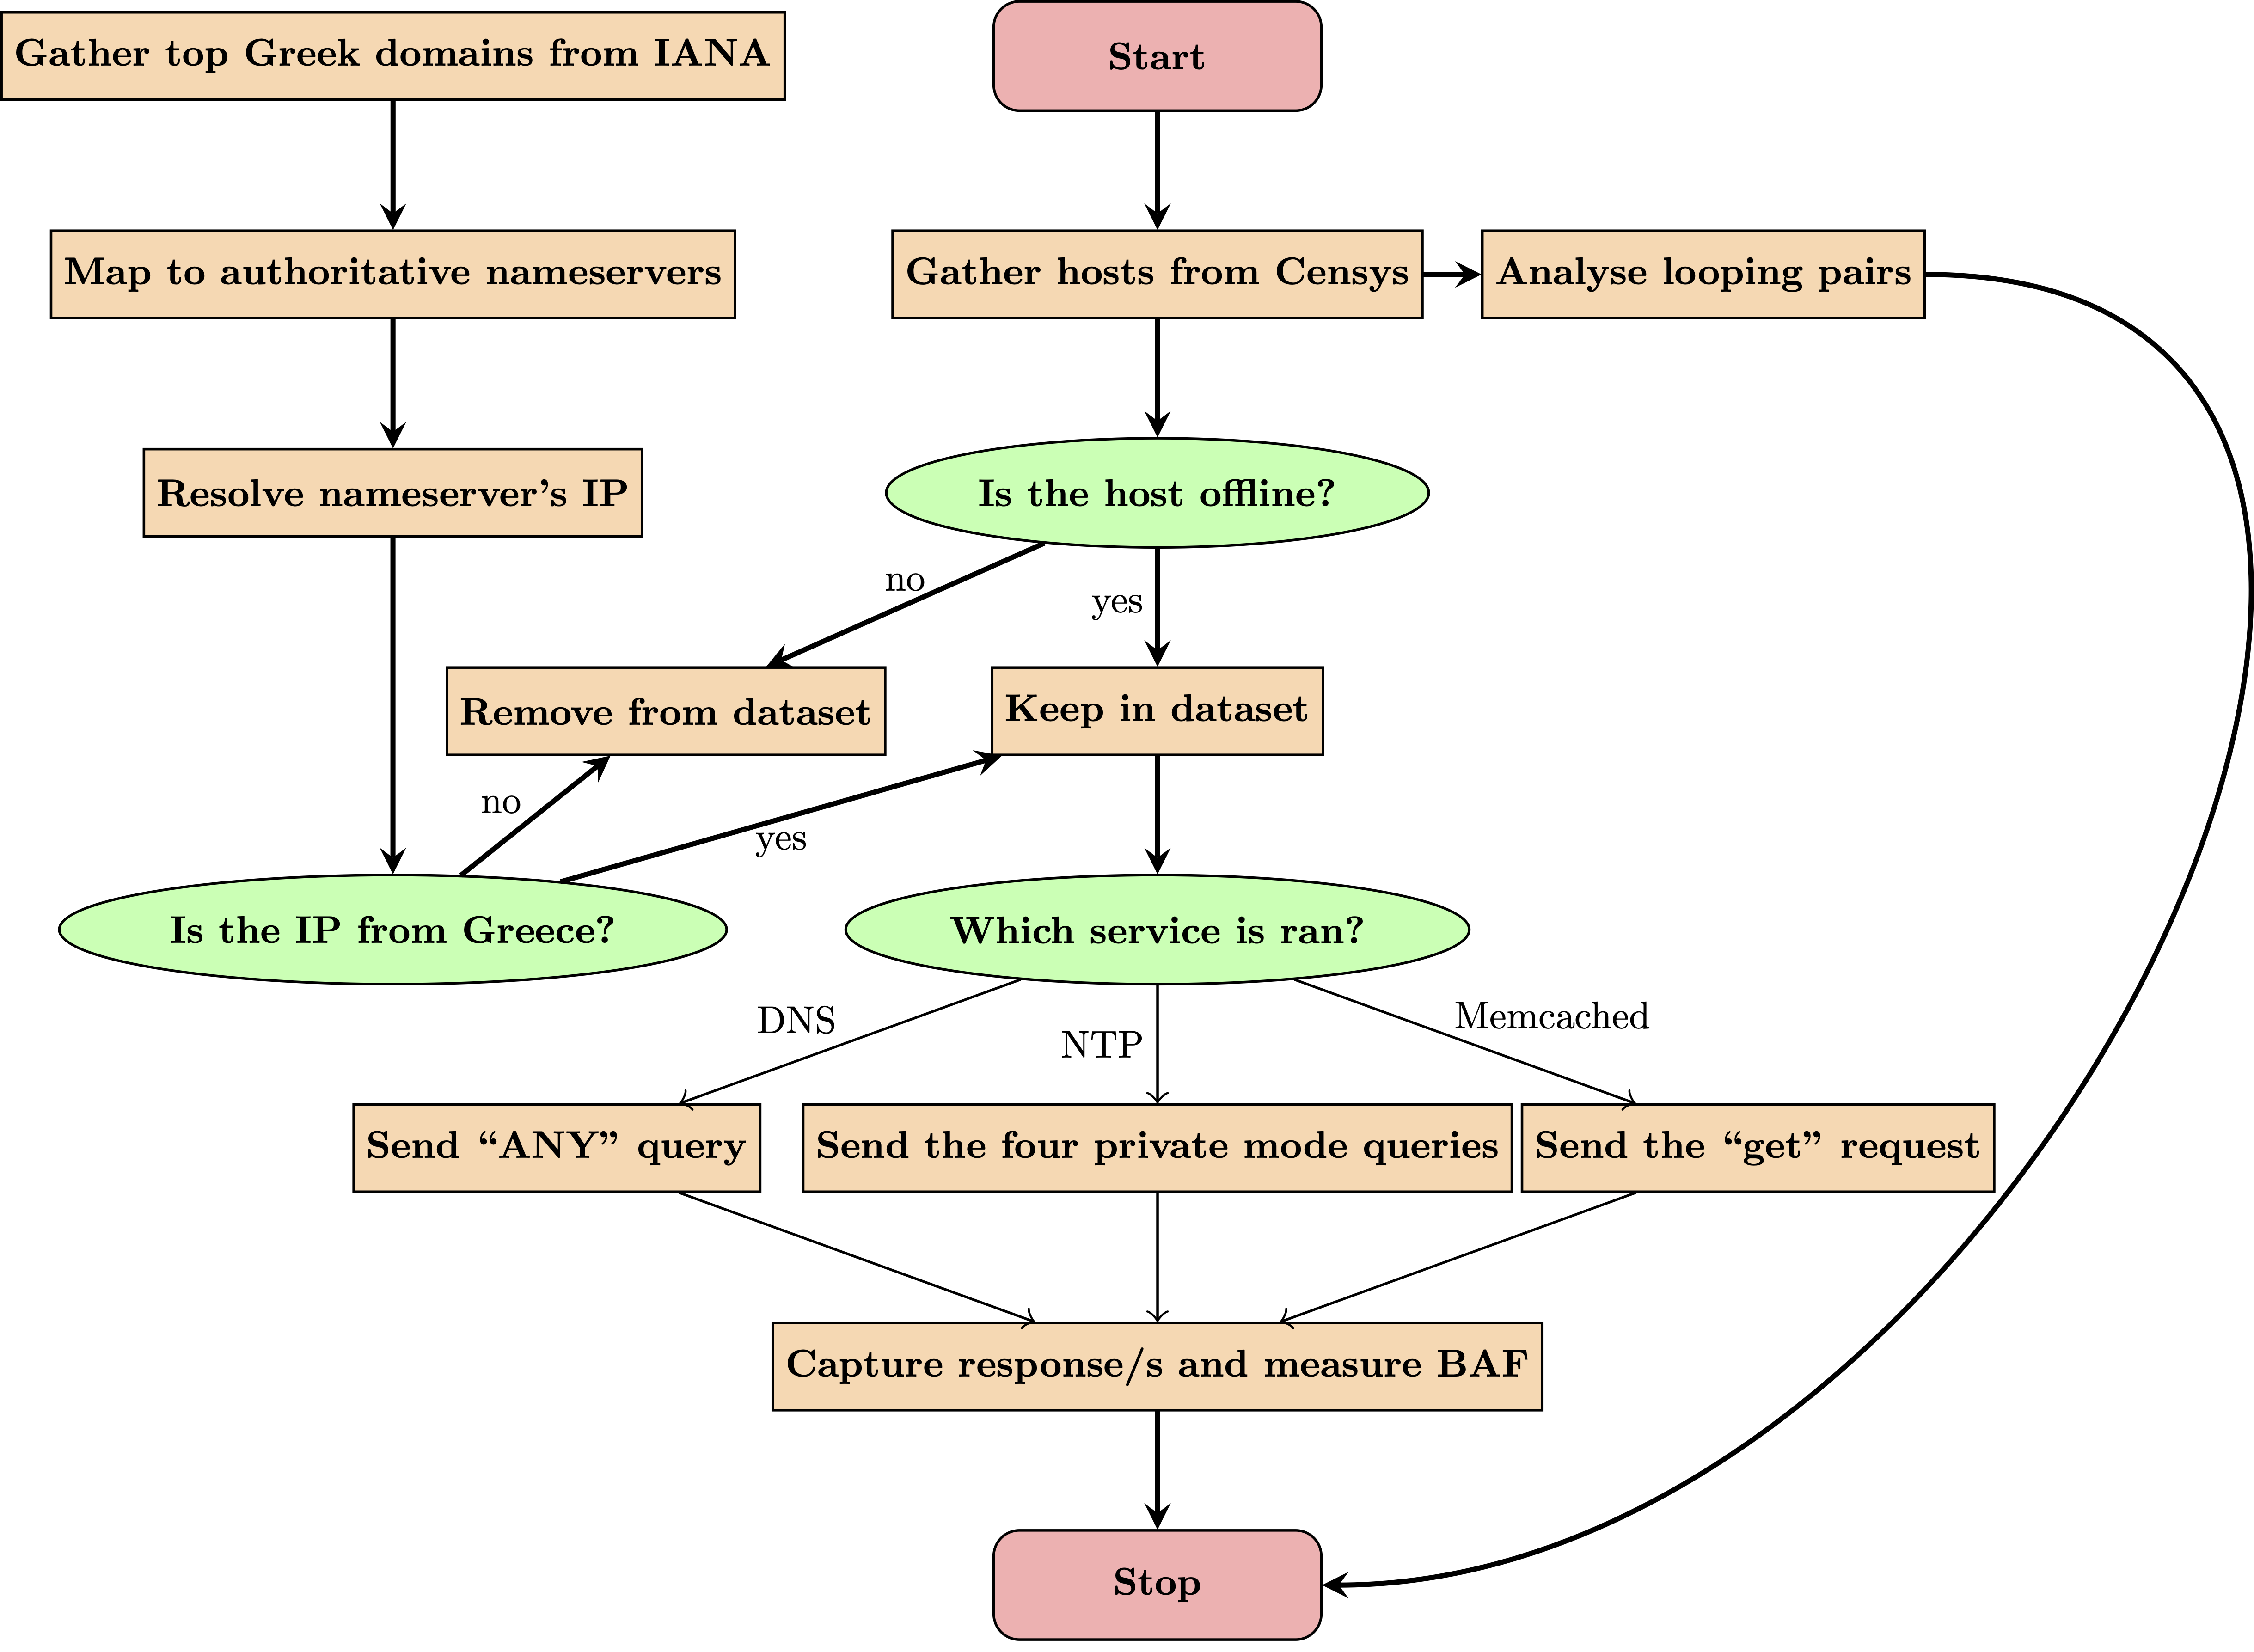 Gather top Greek domains from IANA
Start
Map to authoritative nameservers
Gather hosts from Censys
Analyse looping pairs
Resolve nameserver’s IP
Is the host offline?
no
yes
Remove from dataset
Keep in dataset
no
yes
Is the IP from Greece?
Which service is ran?
DNS
NTP
Memcached
Send “ANY” query
Send the four private mode queries
Send the “get” request
Capture response/s and measure BAF
Stop